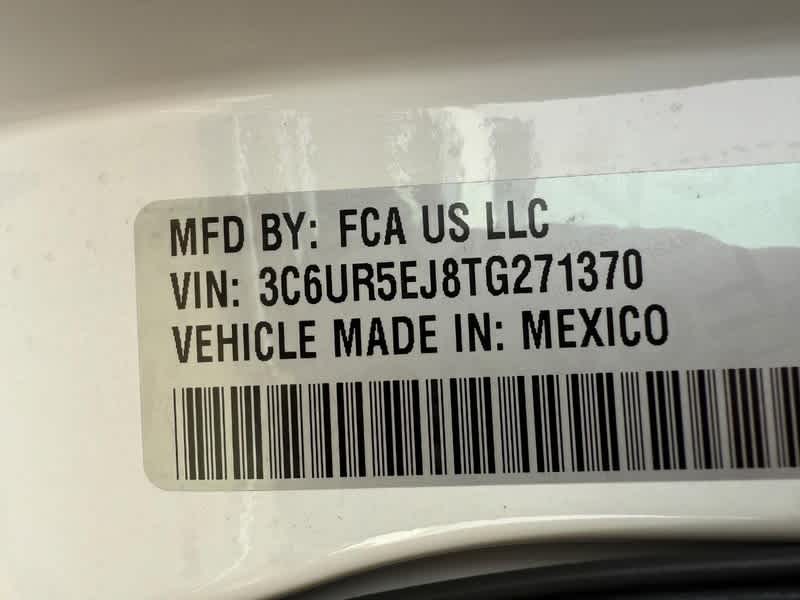 MFD BY: FCA US LLC
VIN: 3C6UR5EJ8TG271370
VEHICLE MADE IN: MEXICO